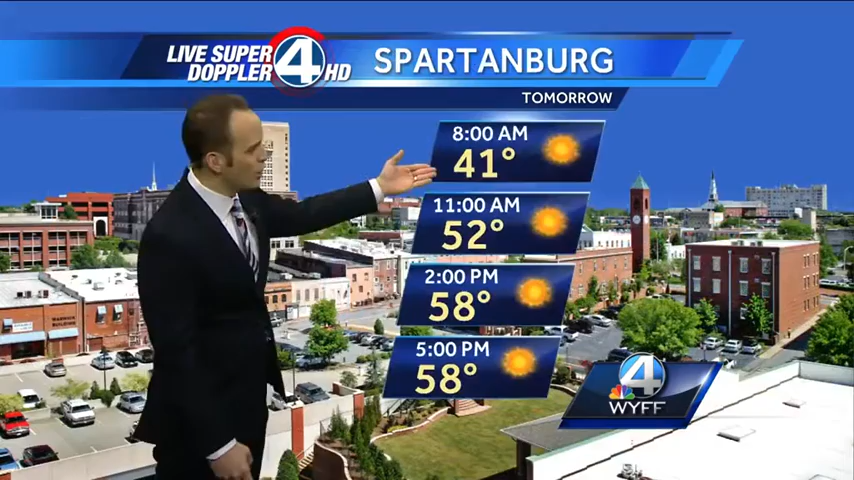 LIVE SUPER
DOPPLER 4 HD
SPARTANBURG
TOMORROW
8:00 AM
41°
11:00 AM
52°
2:00 PM
58°
5:00 PM
58°
4
WYFF